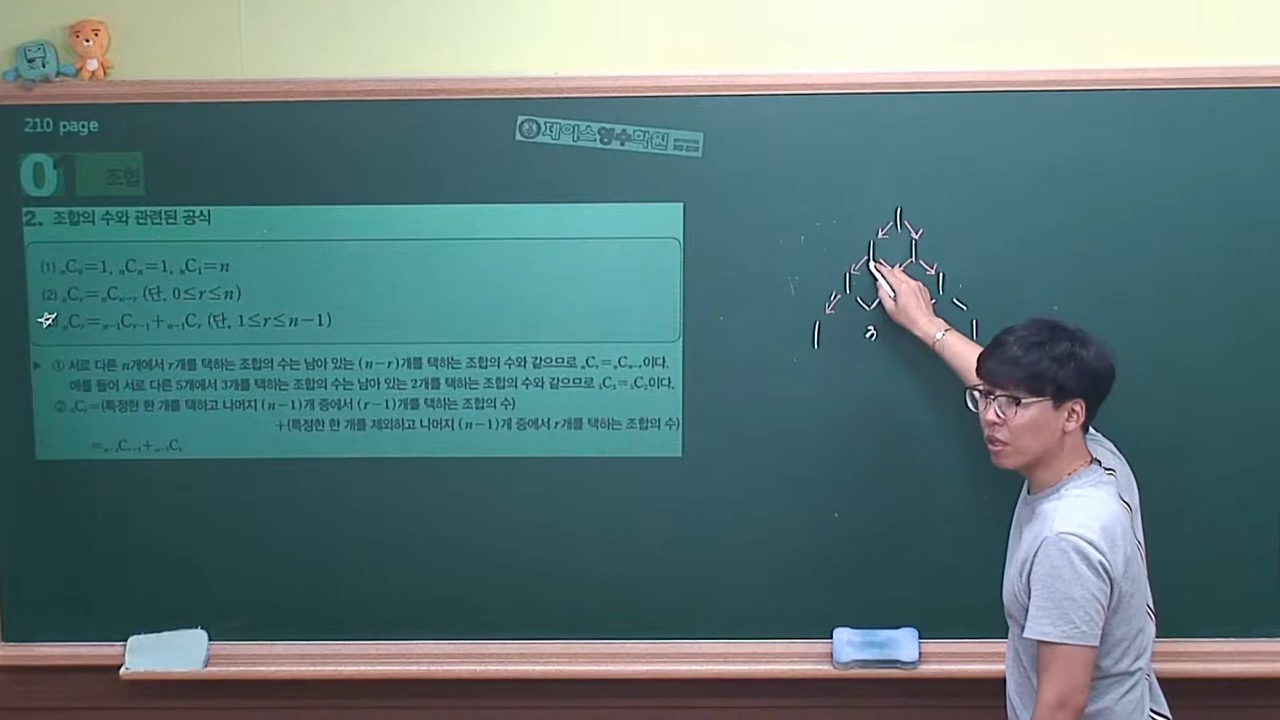 210 page
제이스영수학원
01 조합
2. 조합의 수와 관련된 공식
(1) ₙC₀=1, ₙCₙ=1, ₙC₁=n
(2) ₙCᵣ=ₙCₙ₋ᵣ (단, 0≤r≤n)
ₙCᵣ=ₙ₋₁Cᵣ₋₁+ₙ₋₁Cᵣ (단, 1≤r≤n-1)
① 서로 다른 n개에서 r개를 택하는 조합의 수는 남아 있는 (n-r)개를 택하는 조합의 수와 같으므로 ₙCᵣ=ₙCₙ₋ᵣ이다.
예를 들어 서로 다른 5개에서 3개를 택하는 조합의 수는 남아 있는 2개를 택하는 조합의 수와 같으므로 ₅C₃=₅C₂이다.
② ₙCᵣ=(특정한 한 개를 택하고 나머지 (n-1)개 중에서 (r-1)개를 택하는 조합의 수)
+(특정한 한 개를 제외하고 나머지 (n-1)개 중에서 r개를 택하는 조합의 수)
=ₙ₋₁Cᵣ₋₁+ₙ₋₁Cᵣ
1
1 1
1 1
1 3 1